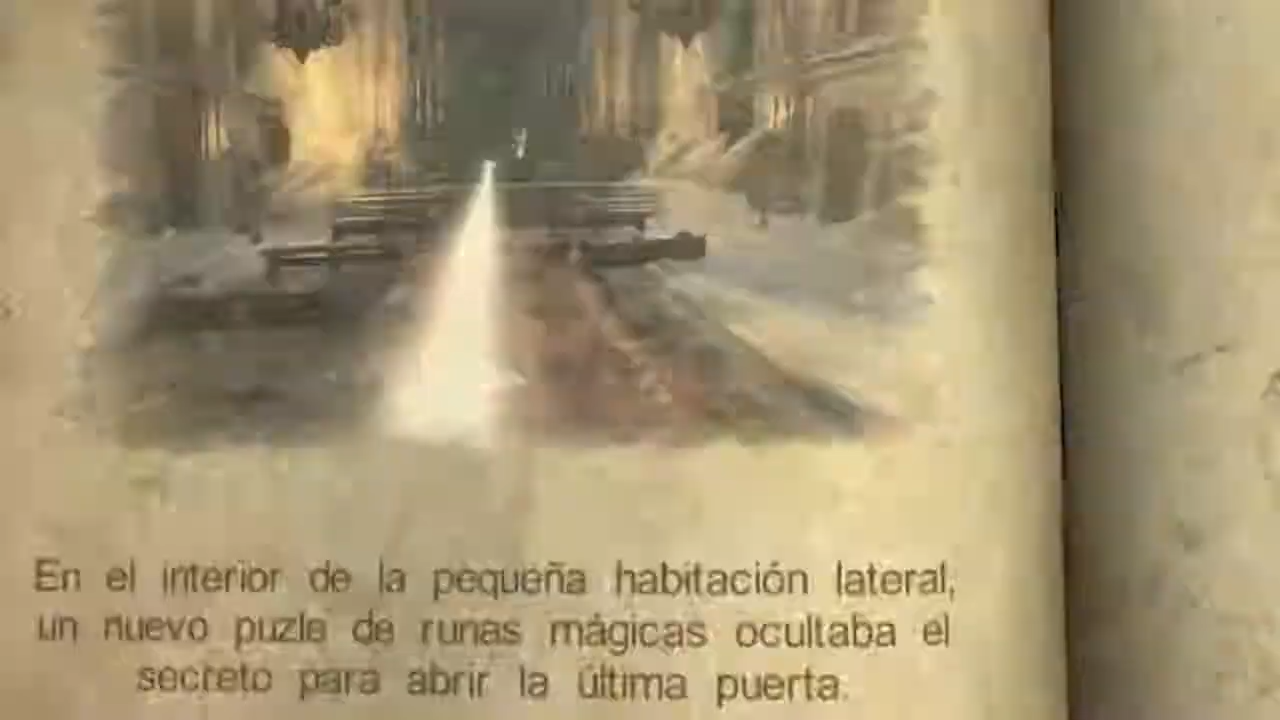 En el interior de la pequeña habitación lateral,
un nuevo puzle de runas mágicas ocultaba el
secreto para abrir la última puerta.